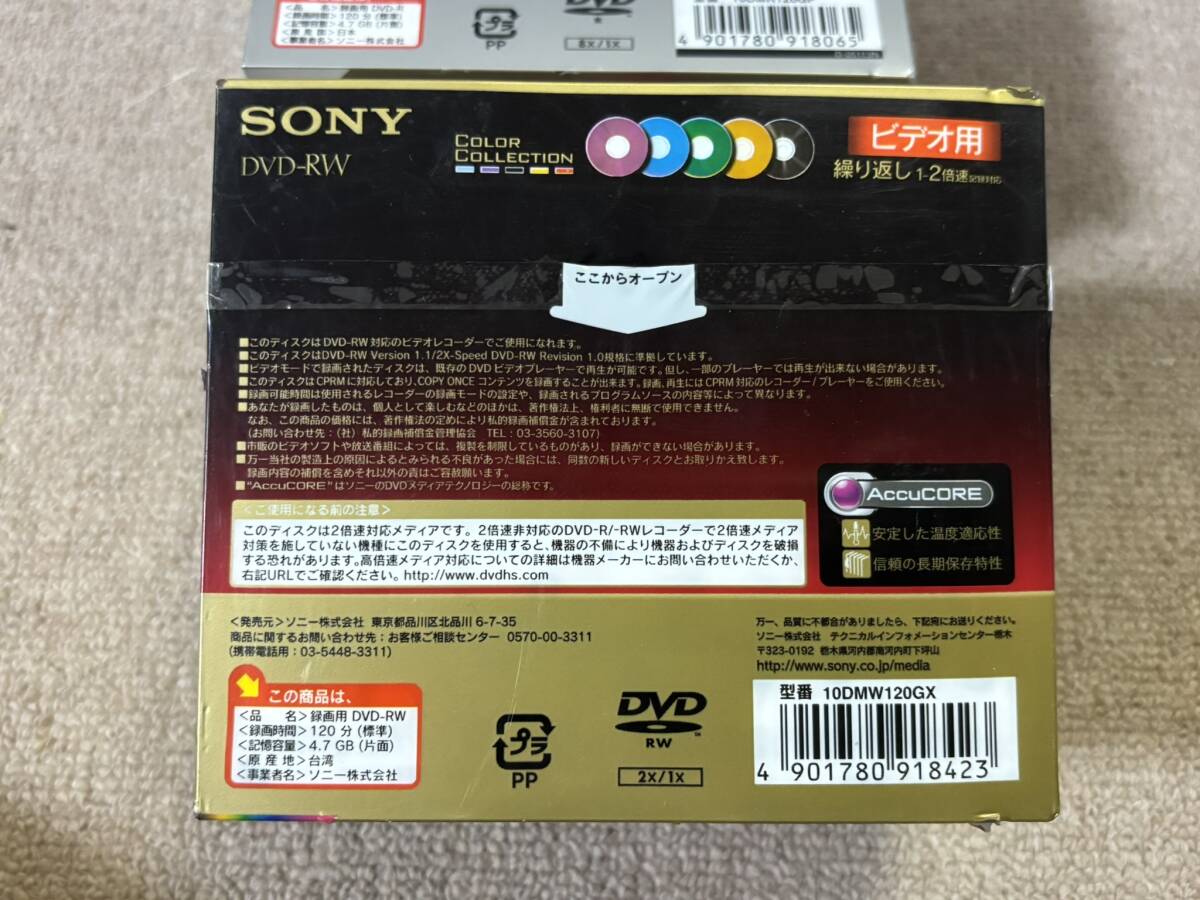 <品　名>録画用 DVD-R
<録画時間>120 分 (標準)
<記憶容量>4.7 GB (片面)
<原産国>日本
<事業者名>ソニー株式会社
プラ
PP
DVD
8x/1x
型番 10DMR120GP
4 901780 918065
SONY
DVD-RW
COLOR
COLLECTION
ビデオ用
繰り返し 1-2倍速記録対応
ここからオープン
■このディスクは DVD-RW 対応のビデオレコーダーでご使用になれます。
■このディスクはDVD-RW Version 1.1/2X-Speed DVD-RW Revision 1.0規格に準拠しています。
■ビデオモードで録画されたディスクは、既存の DVD ビデオプレーヤーで再生が可能です。但し、一部のプレーヤーでは再生が出来ない場合があります。
■このディスクは CPRM に対応しており、COPY ONCE コンテンツを録画することが出来ます。録画、再生には CPRM 対応のレコーダー/プレーヤーをご使用ください。
■録画可能時間は使用されるレコーダーの録画モードの設定や、録画されるプログラムソースの内容等によって異なります。
■あなたが録画したものは、個人として楽しむなどのほかは、著作権法上、権利者に無断で使用できません。
なお、この商品の価格には、著作権法の定めにより私的録画補償金が含まれております。
(お問い合わせ先：(社) 私的録画補償金管理協会　TEL : 03-3560-3107)
■市販のビデオソフトや放送番組によっては、複製を制限しているものがあり、録画ができない場合があります。
■万一当社の製造上の原因によるとみられる不良があった場合には、同数の新しいディスクとお取りかえ致します。
録画内容の補償を含めそれ以外の責はご容赦願います。
■"AccuCORE"はソニーのDVDメディアテクノロジーの総称です。
AccuCORE
安定した温度適応性
信頼の長期保存特性
<ご使用になる前の注意>
このディスクは2倍速対応メディアです。2倍速非対応のDVD-R/-RWレコーダーで2倍速メディア
対策を施していない機種にこのディスクを使用すると、機器の不備により機器およびディスクを破損
する恐れがあります。高倍速メディア対応についての詳細は機器メーカーにお問い合わせいただくか、
右記URLでご確認ください。http://www.dvdhs.com
<発売元> ソニー株式会社 東京都品川区北品川 6-7-35
商品に関するお問い合わせ先：お客様ご相談センター 0570-00-3311
(携帯電話用：03-5448-3311)
万一、品質に不都合がありましたら、下記宛にお送りください。
ソニー株式会社　テクニカルインフォメーションセンター栃木
〒323-0192 栃木県河内郡南河内町下坪山
http://www.sony.co.jp/media
この商品は、
<品　名>録画用 DVD-RW
<録画時間>120 分 (標準)
<記憶容量>4.7 GB (片面)
<原産地>台湾
<事業者名>ソニー株式会社
プラ
PP
DVD
RW
2x/1x
型番 10DMW120GX
4 901780 918423